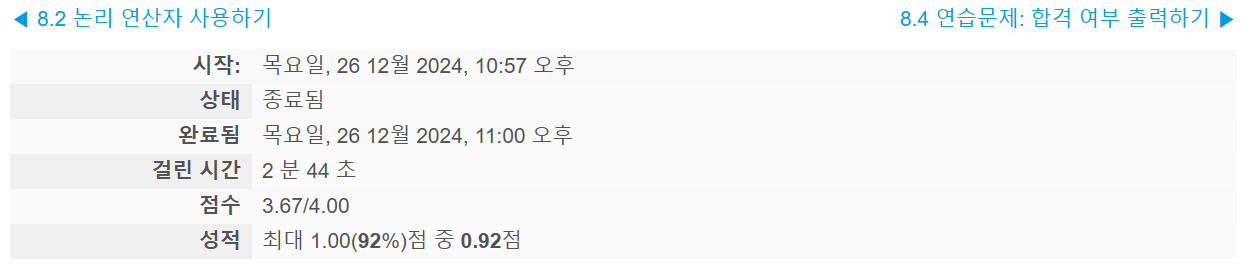 ◀ 8.2 논리 연산자 사용하기
8.4 연습문제: 합격 여부 출력하기 ▶
시작: 목요일, 26 12월 2024, 10:57 오후
상태 종료됨
완료됨 목요일, 26 12월 2024, 11:00 오후
걸린 시간 2 분 44 초
점수 3.67/4.00
성적 최대 1.00(92%)점 중 0.92점